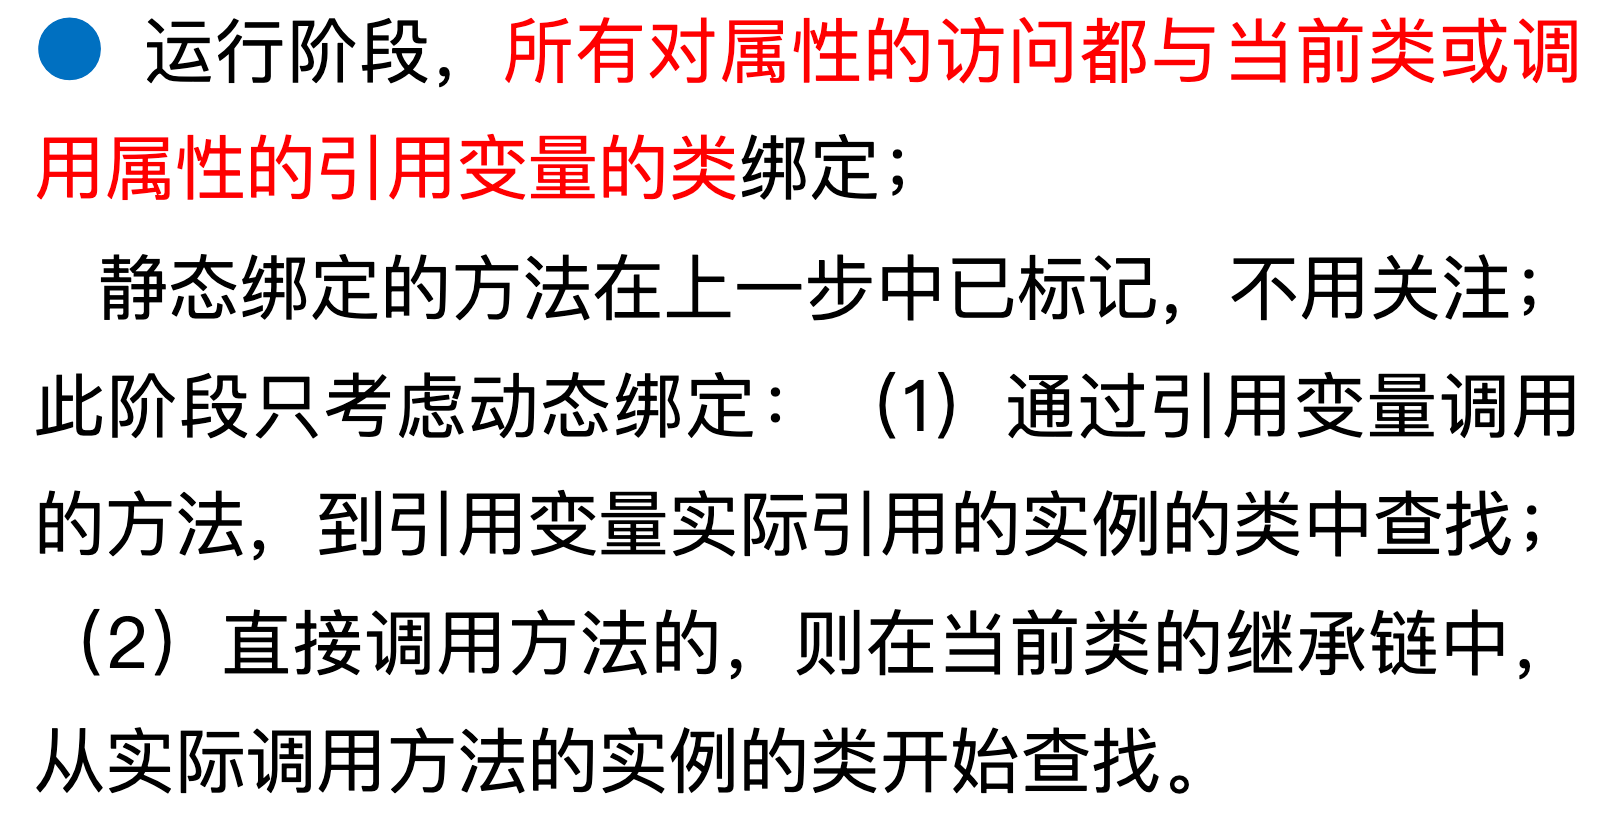 运行阶段，所有对属性的访问都与当前类或调
用属性的引用变量的类绑定；
静态绑定的方法在上一步中已标记，不用关注；
此阶段只考虑动态绑定：（1）通过引用变量调用
的方法，到引用变量实际引用的实例的类中查找；
（2）直接调用方法的，则在当前类的继承链中，
从实际调用方法的实例的类开始查找。